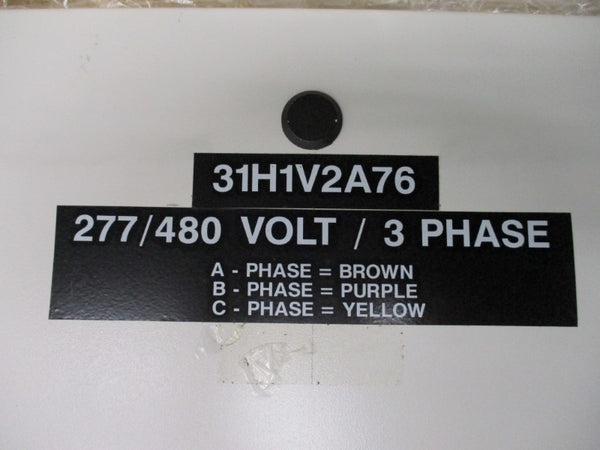 31H1V2A76
277/480 VOLT / 3 PHASE
A - PHASE = BROWN
B - PHASE = PURPLE
C - PHASE = YELLOW